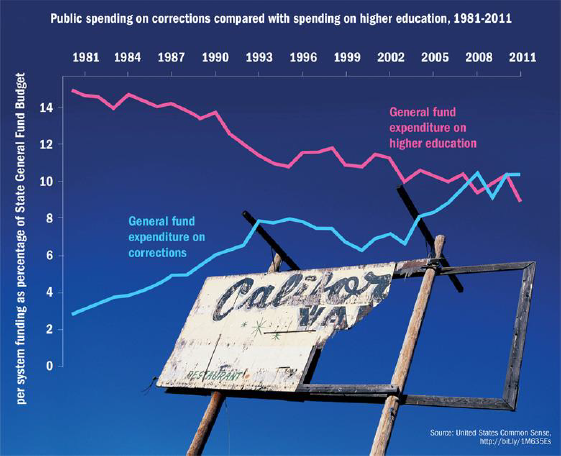 Public spending on corrections compared with spending on higher education, 1981-2011
1981 1984 1987 1990 1993 1996 1999 2002 2005 2008 2011
per system funding as percentage of State General Fund Budget
14
12
10
8
6
4
2
0
General fund
expenditure on
higher education
General fund
expenditure on
corrections
RESTAURANT
Source: United States Common Sense,
http://bit.ly/1M635Es